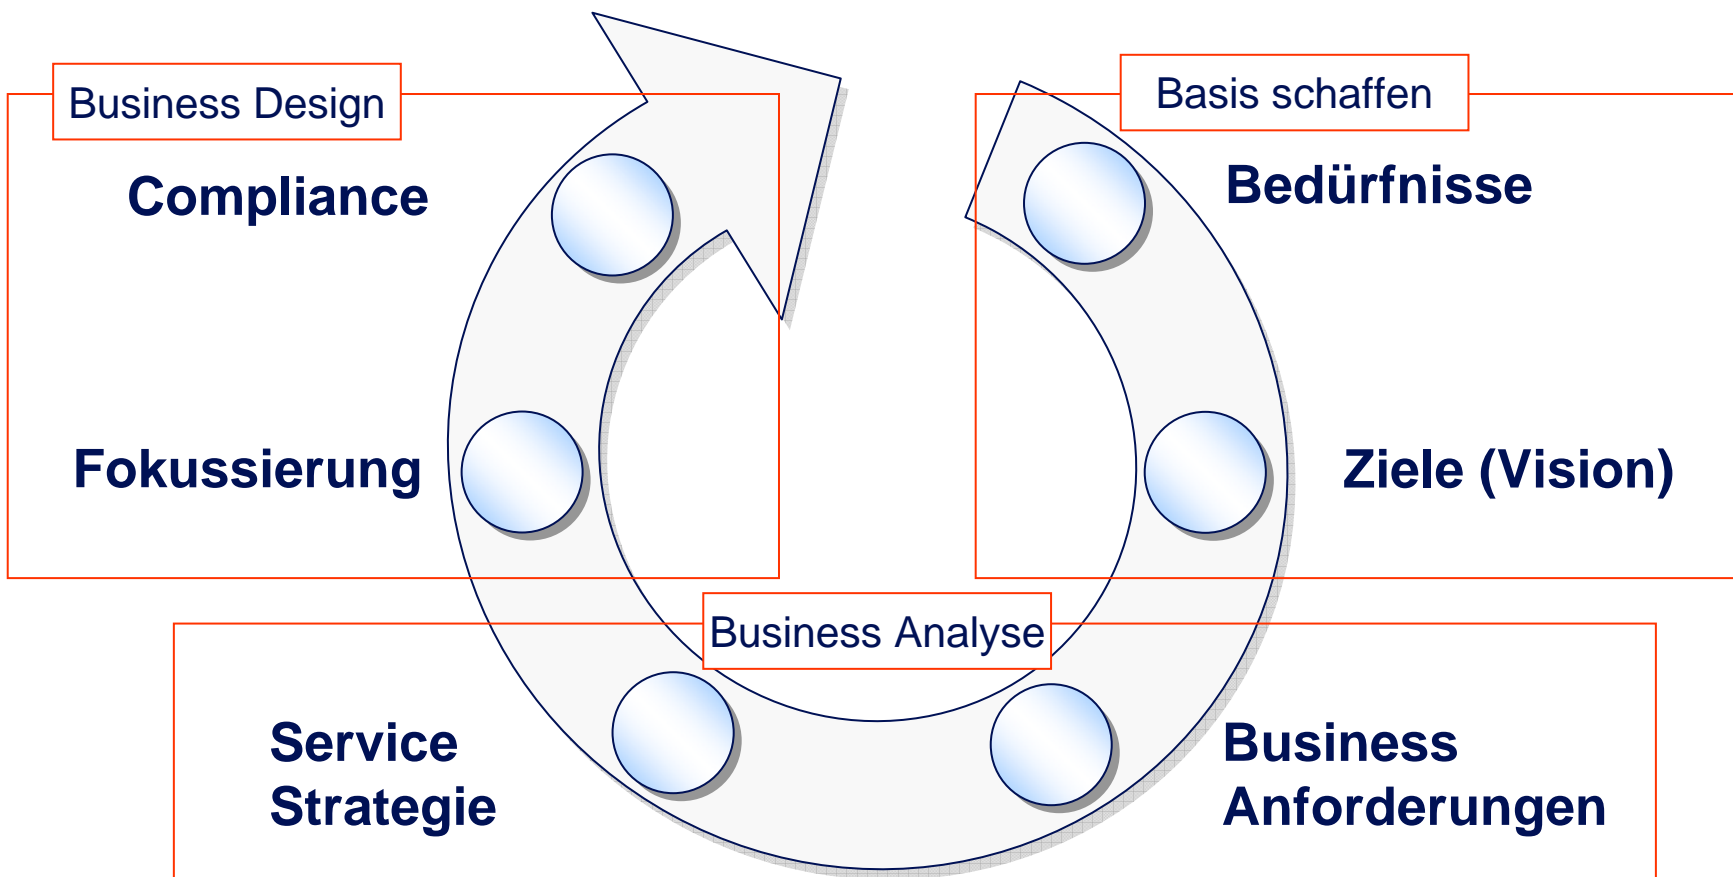 Business Design
Basis schaffen
Compliance
Bedürfnisse
Fokussierung
Ziele (Vision)
Business Analyse
Service
Strategie
Business
Anforderungen